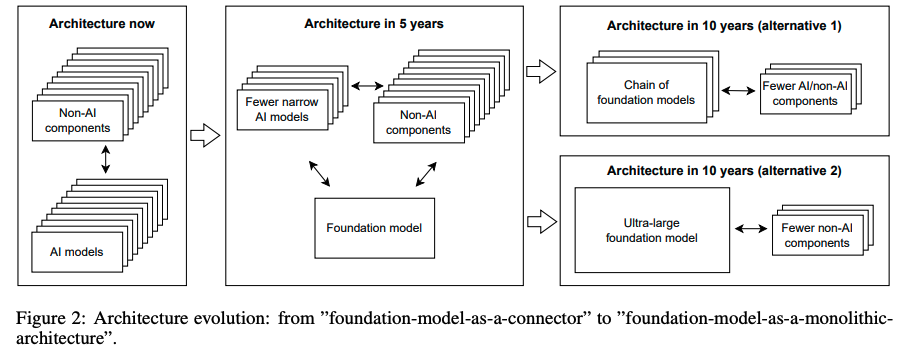 Architecture now
Non-AI
components
AI models
Architecture in 5 years
Fewer narrow
AI models
Non-AI
components
Foundation model
Architecture in 10 years (alternative 1)
Chain of
foundation models
Fewer AI/non-AI
components
Architecture in 10 years (alternative 2)
Ultra-large
foundation model
Fewer non-AI
components
Figure 2: Architecture evolution: from ”foundation-model-as-a-connector” to ”foundation-model-as-a-monolithic-
architecture”.